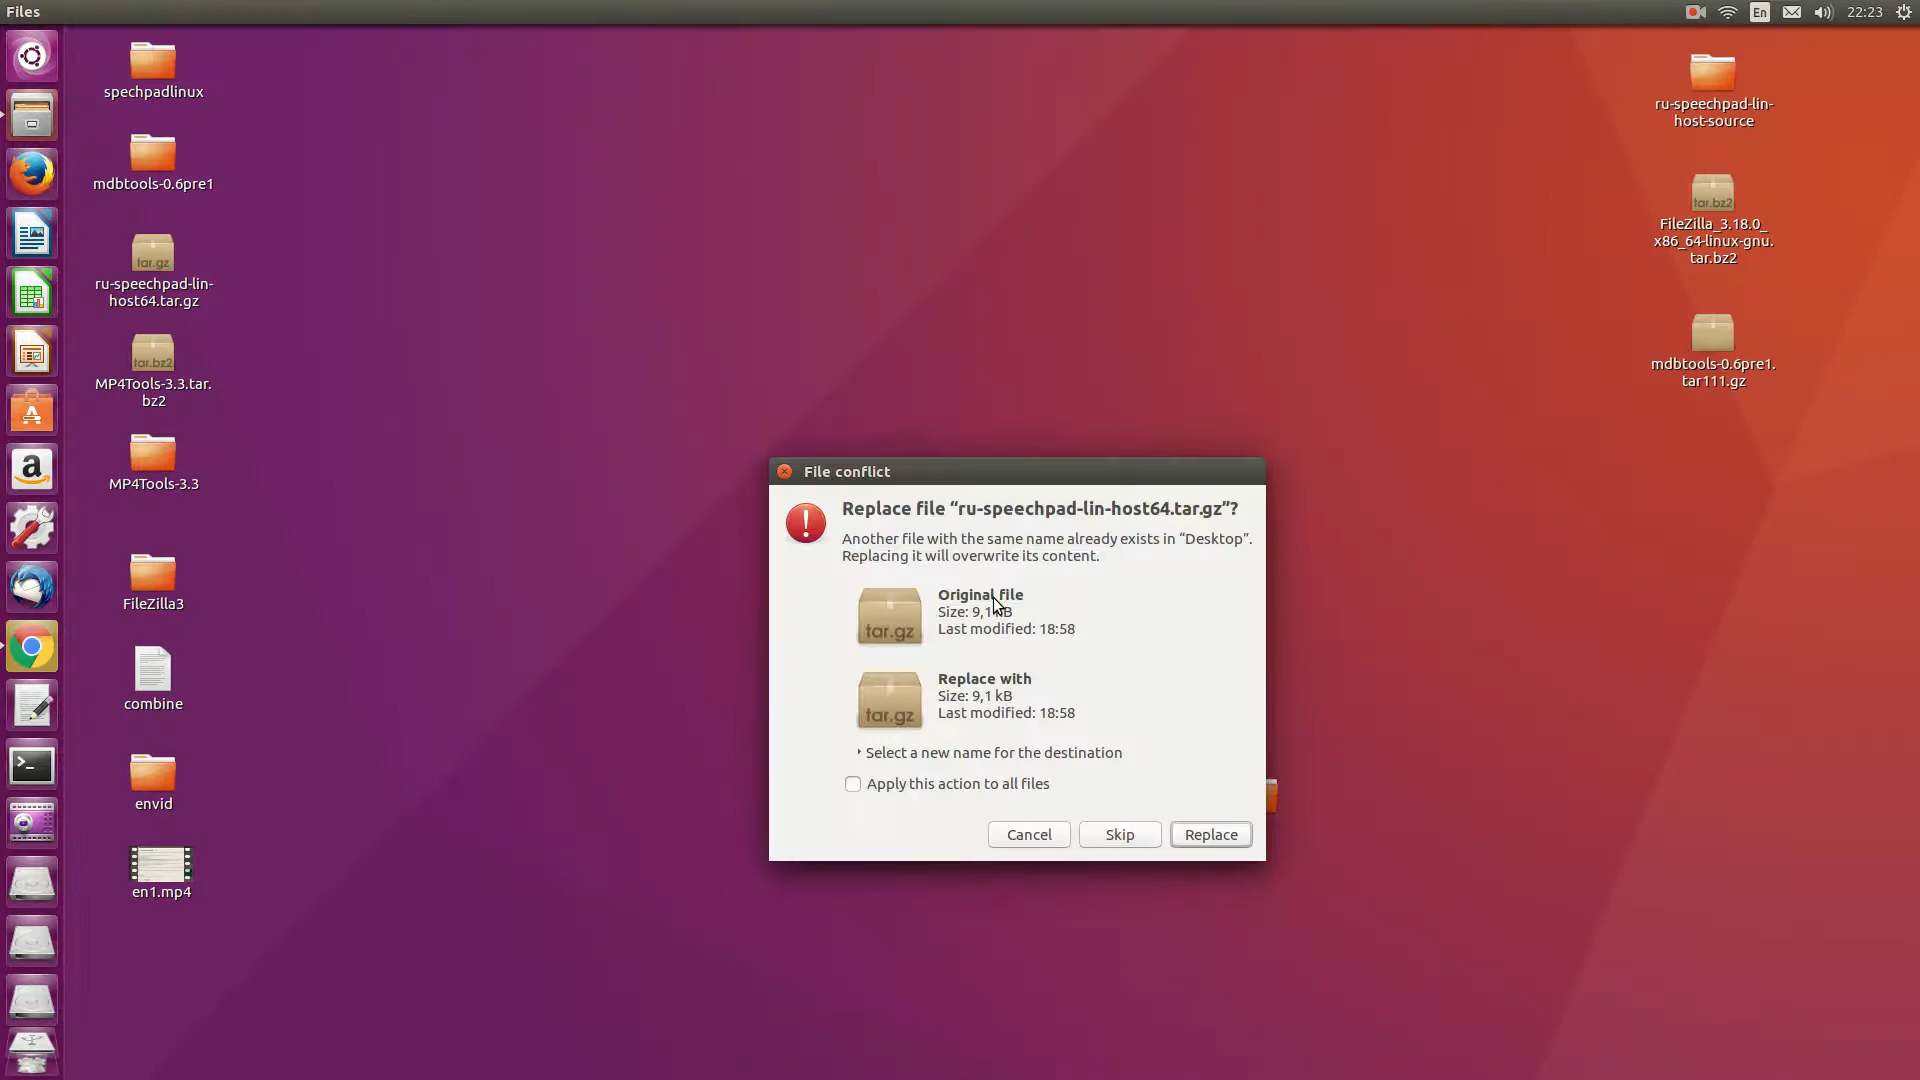 Files
En
22:23
spechpadlinux
mdbtools-0.6pre1
tar.gz
ru-speechpad-lin-
host64.tar.gz
tar.bz2
MP4Tools-3.3.tar.
bz2
MP4Tools-3.3
FileZilla3
combine
envid
en1.mp4
ru-speechpad-lin-
host-source
tar.bz2
FileZilla_3.18.0_
x86_64-linux-gnu.
tar.bz2
mdbtools-0.6pre1.
tar111.gz
File conflict
Replace file “ru-speechpad-lin-host64.tar.gz”?
Another file with the same name already exists in “Desktop”.
Replacing it will overwrite its content.
tar.gz
Original file
Size: 9,1 kB
Last modified: 18:58
tar.gz
Replace with
Size: 9,1 kB
Last modified: 18:58
Select a new name for the destination
Apply this action to all files
Cancel
Skip
Replace